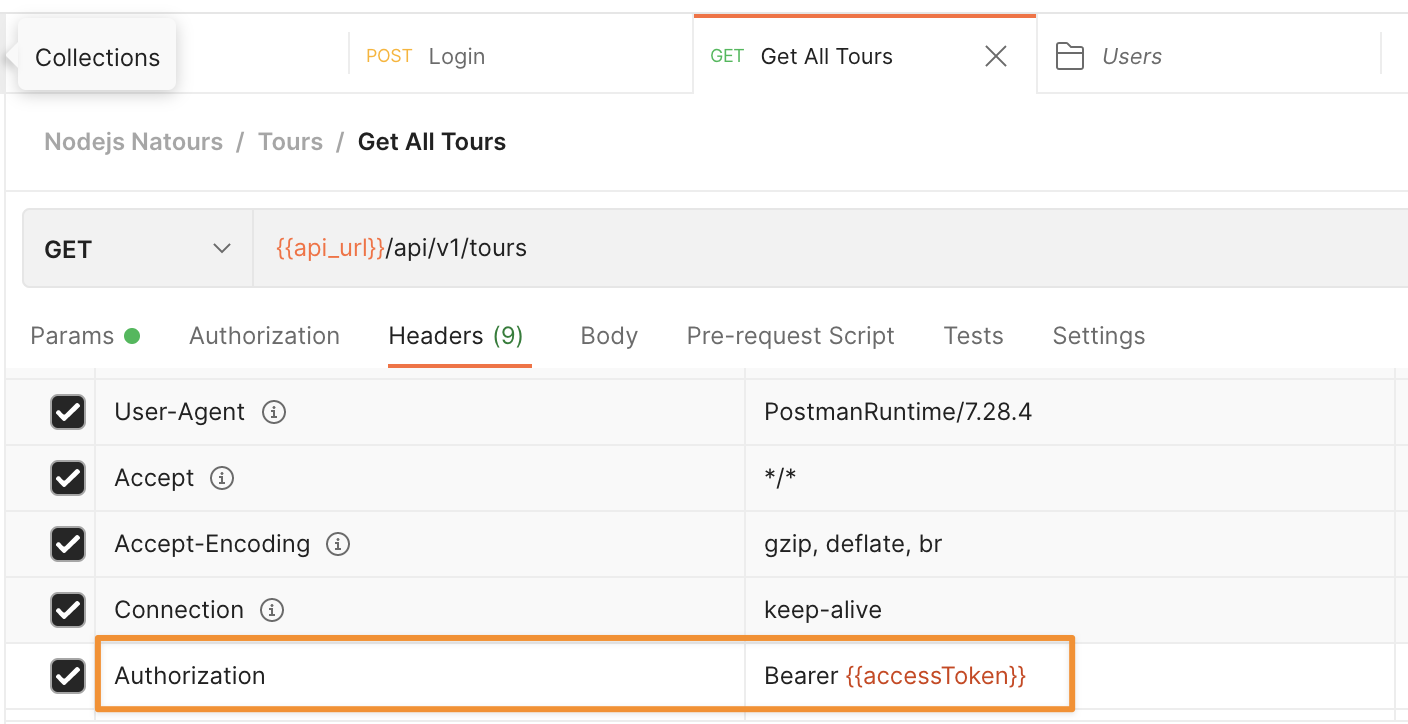 Collections
POST Login
GET Get All Tours
Users
Nodejs Natours / Tours / Get All Tours
GET {{api_url}}/api/v1/tours
Params Authorization Headers (9) Body Pre-request Script Tests Settings
User-Agent PostmanRuntime/7.28.4
Accept */*
Accept-Encoding gzip, deflate, br
Connection keep-alive
Authorization Bearer {{accessToken}}